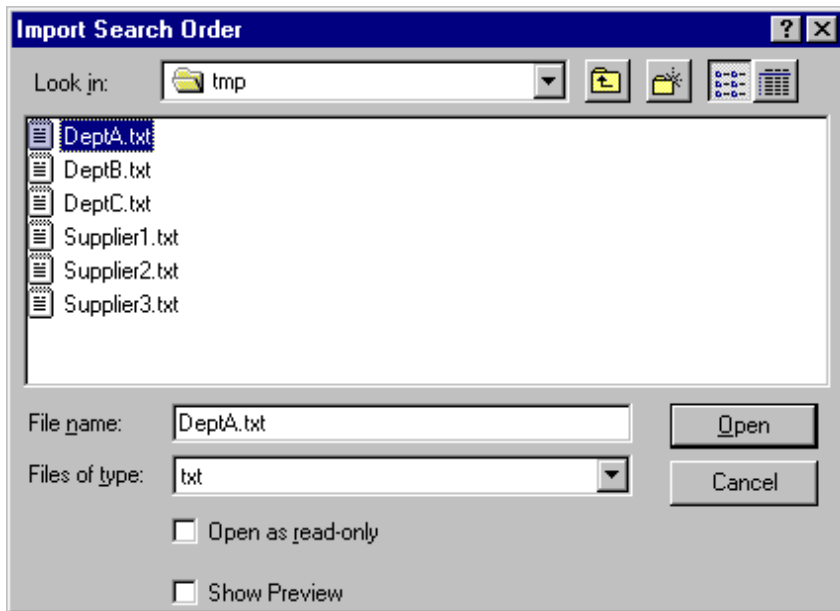 Import Search Order
Look in: tmp
DeptA.txt
DeptB.txt
DeptC.txt
Supplier1.txt
Supplier2.txt
Supplier3.txt
File name: DeptA.txt Open
Files of type: txt Cancel
Open as read-only
Show Preview